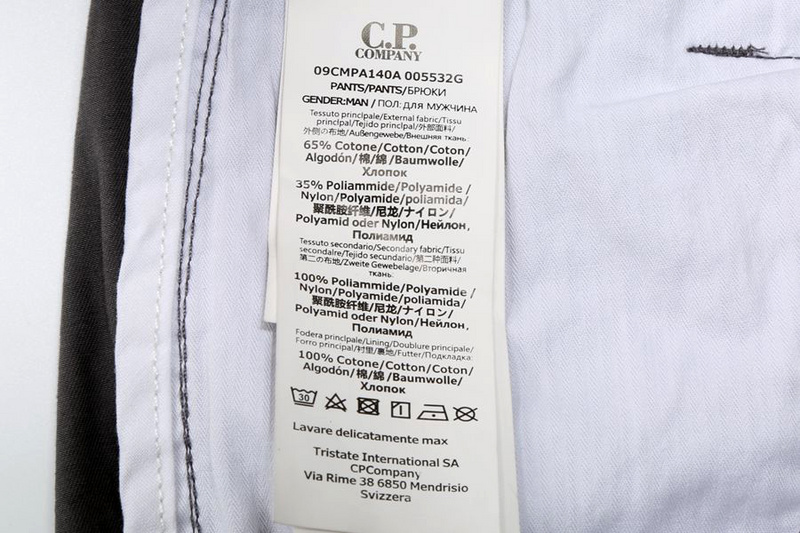 C.P.
COMPANY
09CMPA140A 005532G
PANTS/PANTS/БРЮКИ
GENDER:MAN / ПОЛ: для МУЖЧИНА
Tessuto principale/External fabric/Tissu
principal/Tejido principal/外部面料/
外側の布地/Außengewebe/Внешняя ткань
65% Cotone/Cotton/Coton/
Algodón/棉/綿/Baumwolle/
Хлопок
35% Poliammide/Polyamide /
Nylon/Polyamide/poliamida/
聚酰胺纤维/尼龙/ナイロン/
Polyamid oder Nylon/Нейлон,
Полиамид
Tessuto secondario/Secondary fabric/Tissu
secondaire/Tejido secundario/第二种面料/
第二の布地/Zweite Gewebelage/Вторичная
ткань:
100% Poliammide/Polyamide /
Nylon/Polyamide/poliamida/
聚酰胺纤维/尼龙/ナイロン/
Polyamid oder Nylon/Нейлон,
Полиамид
Fodera principale/Lining/Doublure principale/
Forro principal/衬里/裏地/Futter/Подкладка:
100% Cotone/Cotton/Coton/
Algodón/棉/綿/Baumwolle/
Хлопок
30
Lavare delicatamente max
Tristate International SA
CPCompany
Via Rime 38 6850 Mendrisio
Svizzera